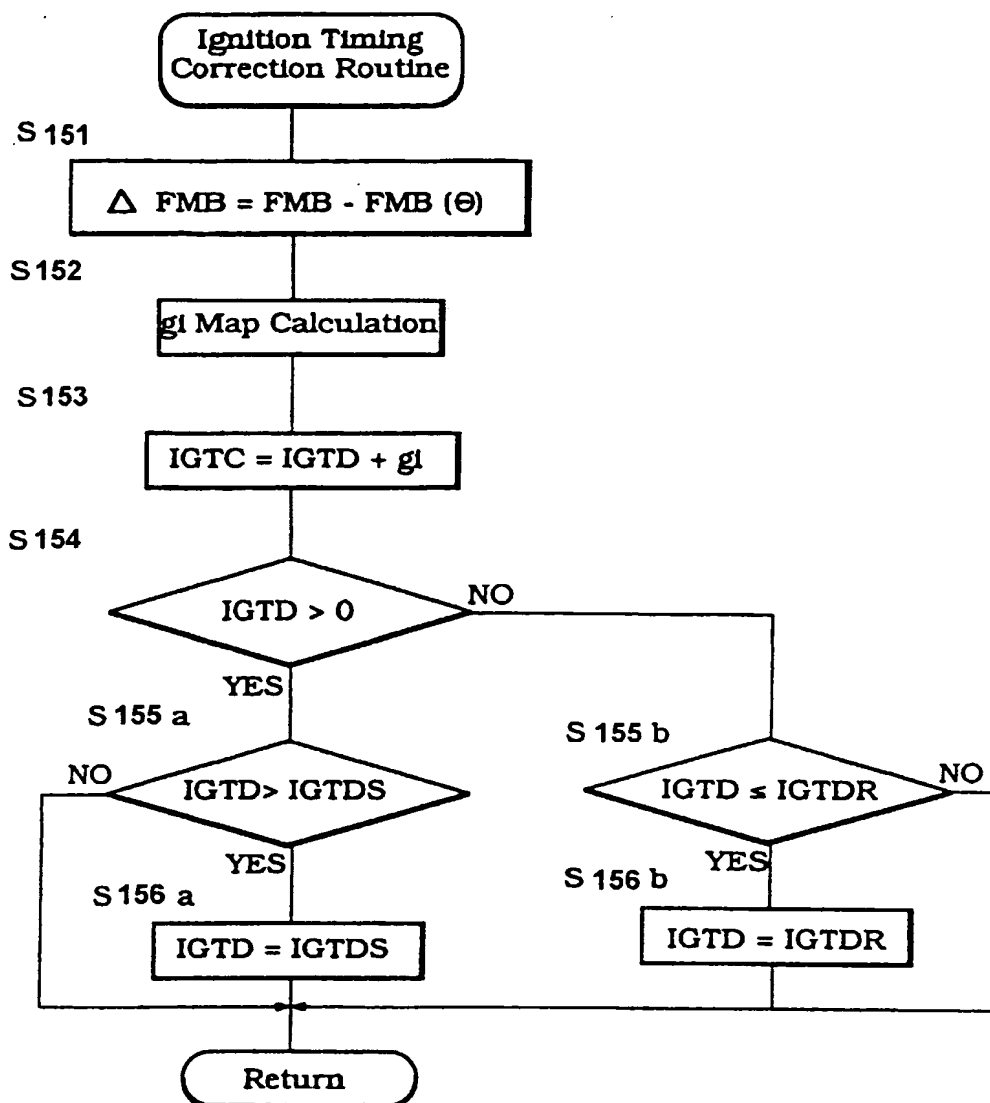 Ignition Timing
Correction Routine
S 151
Δ FMB = FMB - FMB (Θ)
S 152
gi Map Calculation
S 153
IGTC = IGTD + gi
S 154
IGTD > 0
NO
YES
S 155 a
NO
IGTD> IGTDS
YES
S 156 a
IGTD = IGTDS
S 155 b
IGTD ≤ IGTDR
NO
YES
S 156 b
IGTD = IGTDR
Return